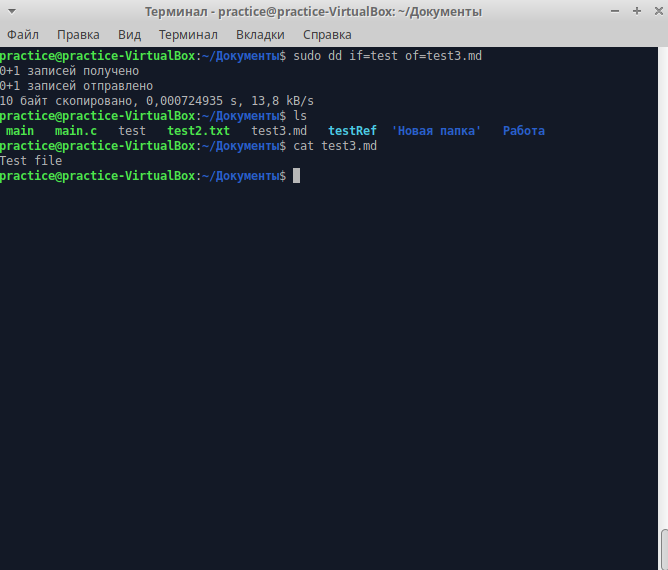 Терминал - practice@practice-VirtualBox: ~/Документы
Файл Правка Вид Терминал Вкладки Справка
practice@practice-VirtualBox:~/Документы$ sudo dd if=test of=test3.md
0+1 записей получено
0+1 записей отправлено
10 байт скопировано, 0,000724935 s, 13,8 kB/s
practice@practice-VirtualBox:~/Документы$ ls
main main.c test test2.txt test3.md testRef 'Новая папка' Работа
practice@practice-VirtualBox:~/Документы$ cat test3.md
Test file
practice@practice-VirtualBox:~/Документы$